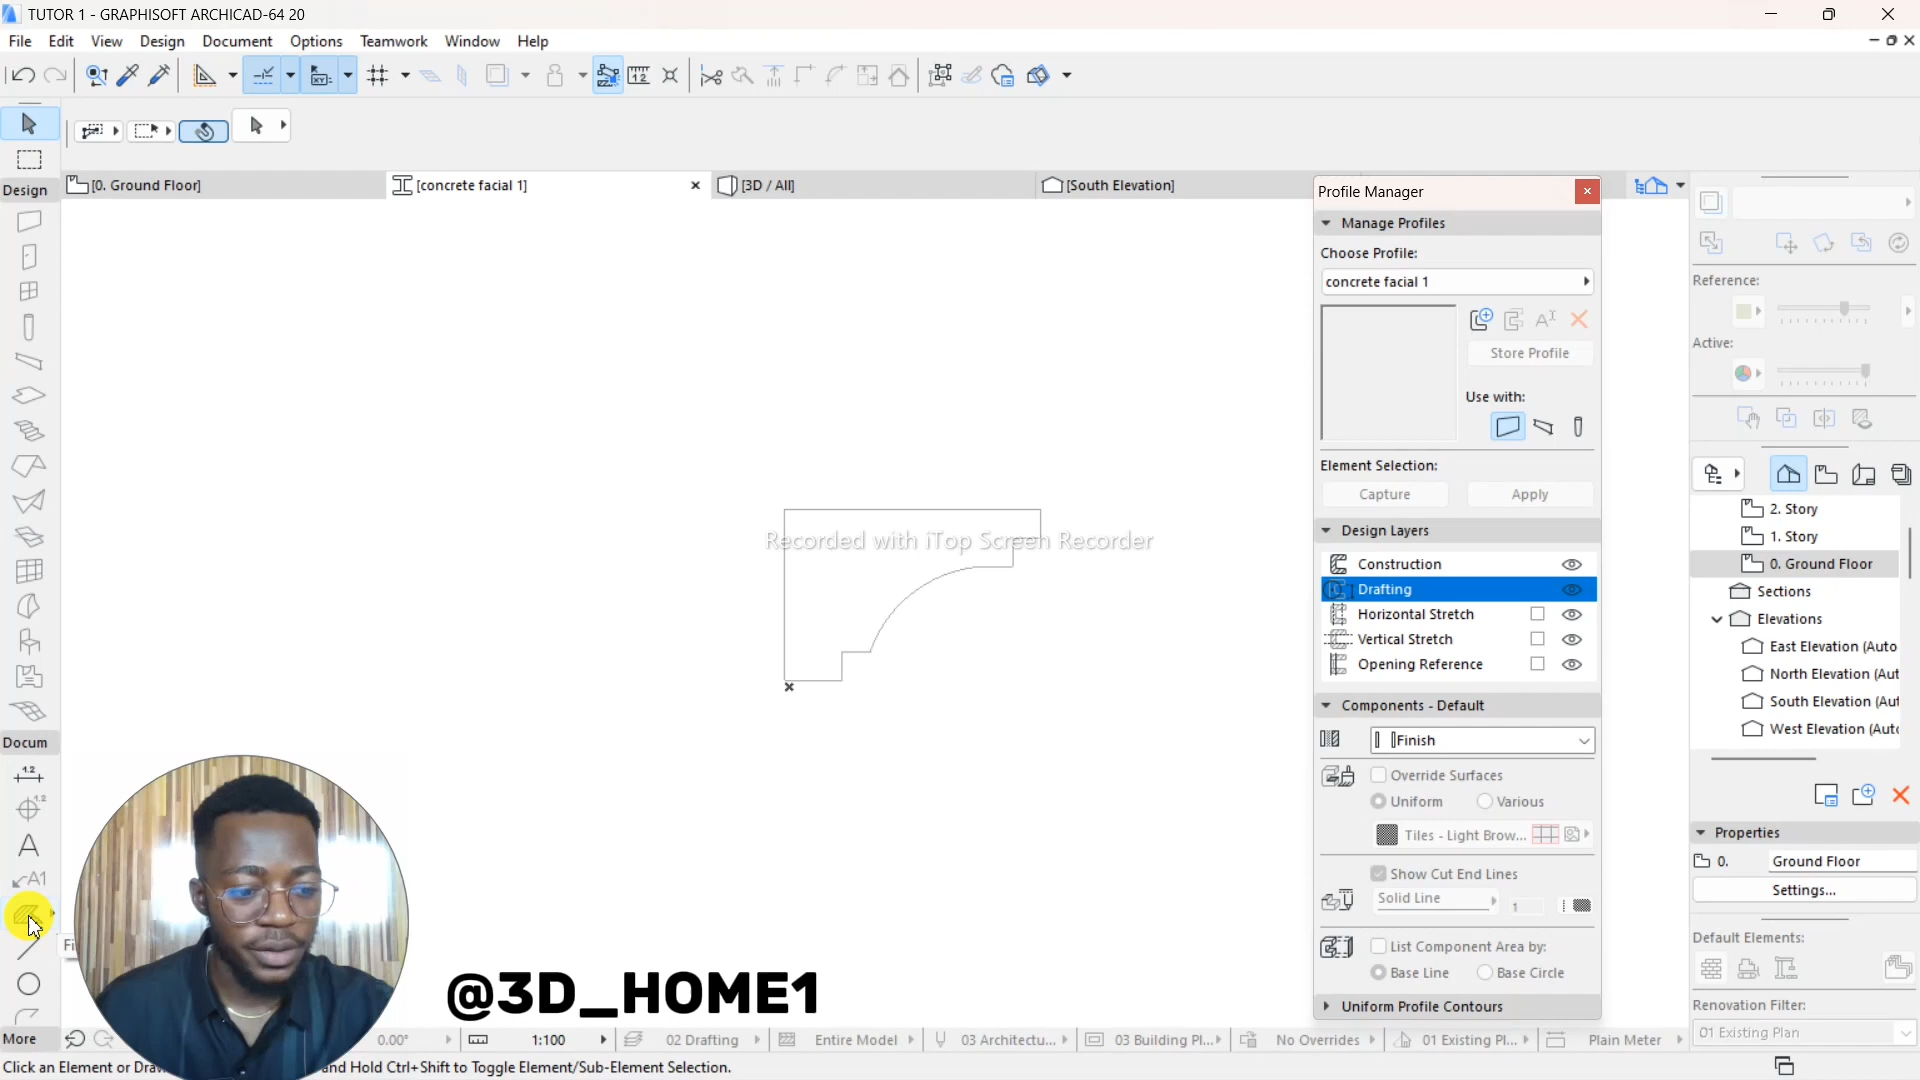 TUTOR 1 - GRAPHISOFT ARCHICAD-64 20
File Edit View Design Document Options Teamwork Window Help
[0. Ground Floor] [concrete facial 1] [3D / All] [South Elevation]
Design
Docum
A1
More
Profile Manager
Manage Profiles
Choose Profile:
concrete facial 1
Store Profile
Use with:
Element Selection:
Capture Apply
Design Layers
Construction
Drafting
Horizontal Stretch
Vertical Stretch
Opening Reference
Components - Default
Finish
Override Surfaces
Uniform Various
Tiles - Light Brow...
Show Cut End Lines
Solid Line 1
List Component Area by:
Base Line Base Circle
Uniform Profile Contours
Recorded with iTop Screen Recorder
@3D_HOME1
Reference:
Active:
2. Story
1. Story
0. Ground Floor
Sections
Elevations
East Elevation (Auto
North Elevation (Aut
South Elevation (Aut
West Elevation (Auto
Properties
0. Ground Floor
Settings...
Default Elements:
Renovation Filter:
01 Existing Plan
0.00° 1:100 02 Drafting Entire Model 03 Architectu... 03 Building Pl... No Overrides 01 Existing Pl... Plain Meter
Click an Element or Draw and Hold Ctrl+Shift to Toggle Element/Sub-Element Selection.